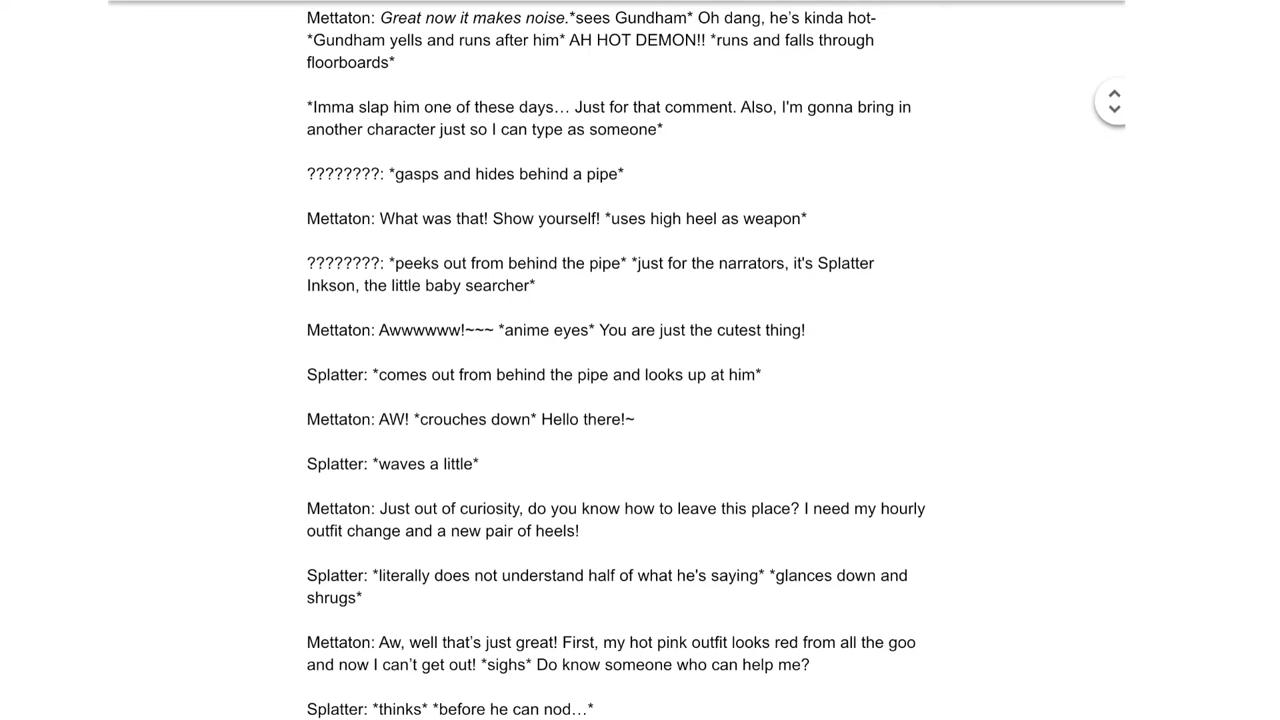 Mettaton: Great now it makes noise.*sees Gundham* Oh dang, he's kinda hot-
*Gundham yells and runs after him* AH HOT DEMON!! *runs and falls through
floorboards*
*Imma slap him one of these days… Just for that comment. Also, I'm gonna bring in
another character just so I can type as someone*
????????: *gasps and hides behind a pipe*
Mettaton: What was that! Show yourself! *uses high heel as weapon*
????????: *peeks out from behind the pipe* *just for the narrators, it's Splatter
Inkson, the little baby searcher*
Mettaton: Awwwwww!~~~ *anime eyes* You are just the cutest thing!
Splatter: *comes out from behind the pipe and looks up at him*
Mettaton: AW! *crouches down* Hello there!~
Splatter: *waves a little*
Mettaton: Just out of curiosity, do you know how to leave this place? I need my hourly
outfit change and a new pair of heels!
Splatter: *literally does not understand half of what he's saying* *glances down and
shrugs*
Mettaton: Aw, well that's just great! First, my hot pink outfit looks red from all the goo
and now I can't get out! *sighs* Do know someone who can help me?
Splatter: *thinks* *before he can nod…*